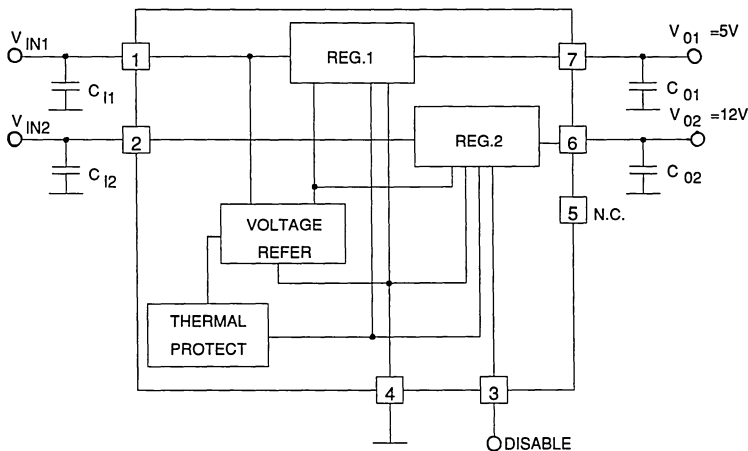 V IN1
1
REG.1
7
V 01 =5V
C I1
C 01
V IN2
2
REG.2
6
V 02 =12V
C I2
C 02
5 N.C.
VOLTAGE
REFER
THERMAL
PROTECT
4
3
DISABLE